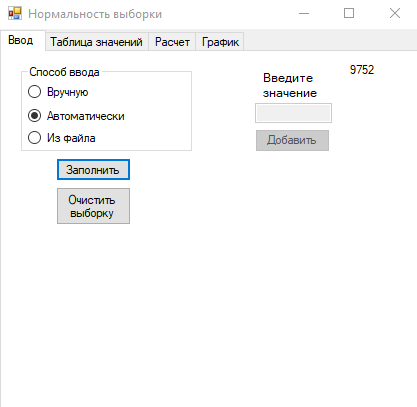 Нормальность выборки
Ввод
Таблица значений
Расчет
График
Способ ввода
Вручную
Автоматически
Из файла
Заполнить
Очистить
выборку
Введите
значение
9752
Добавить